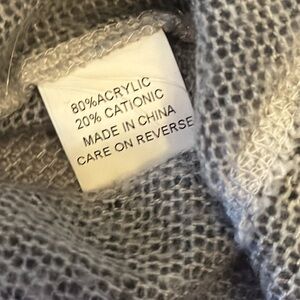 80%ACRYLIC
20% CATIONIC
MADE IN CHINA
CARE ON REVERSE